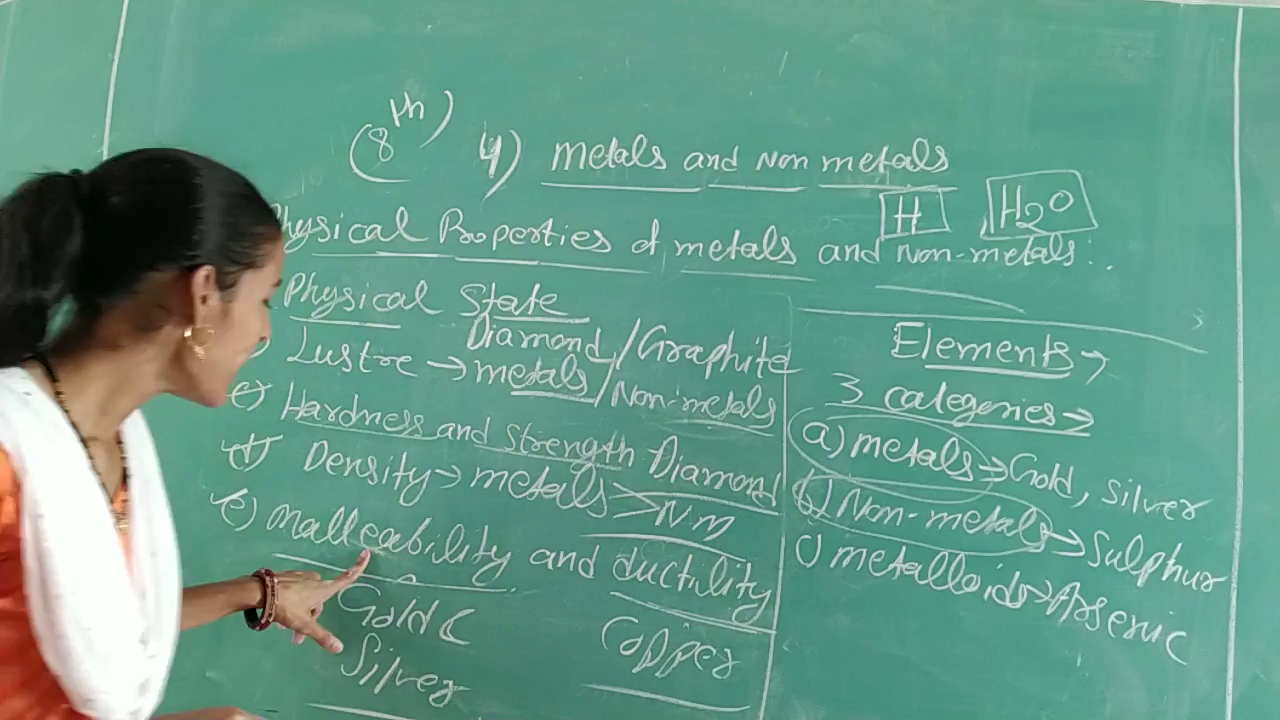 (8th) 4) Metals and Non metals
H H2O
Physical Properties of metals and Non-metals:
Physical State
Diamond/Graphite
Lustre → metals/Non-metals
c) Hardness and Strength Diamond
d) Density → metals > NM
e) Malleability and ductility
Gold
Silver
Copper
Elements →
3 categories →
a) metals → Gold, Silver
b) Non-metals → Sulphur
c) metalloids → Arsenic